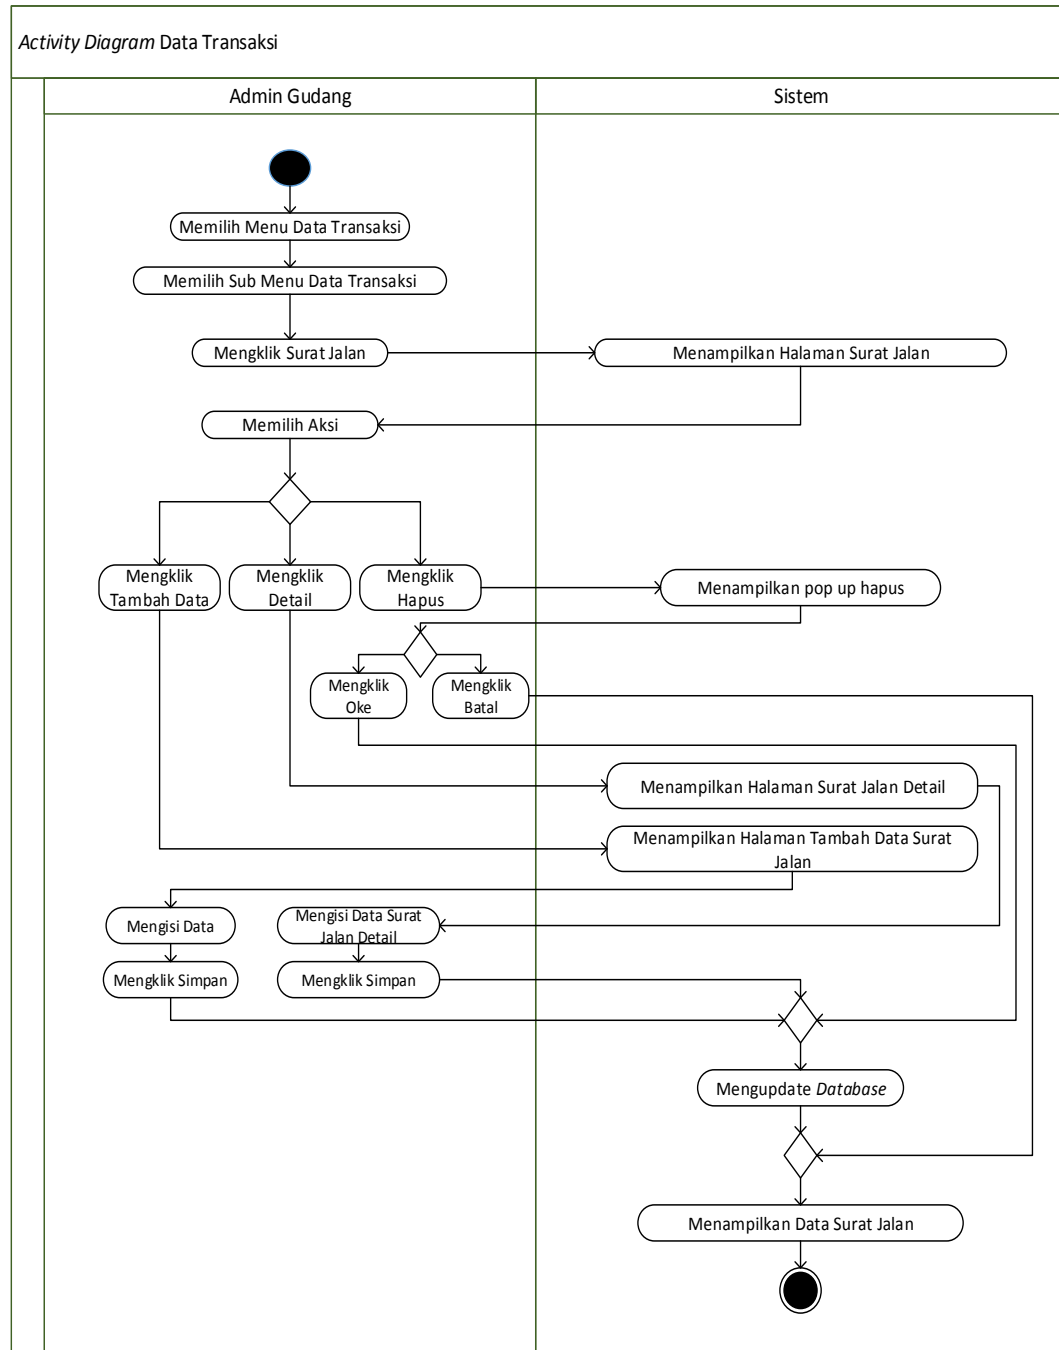 Activity Diagram Data Transaksi
Admin Gudang
Sistem
Memilih Menu Data Transaksi
Memilih Sub Menu Data Transaksi
Mengklik Surat Jalan
Menampilkan Halaman Surat Jalan
Memilih Aksi
Mengklik
Tambah Data
Mengklik
Detail
Mengklik
Hapus
Menampilkan pop up hapus
Mengklik
Oke
Mengklik
Batal
Menampilkan Halaman Surat Jalan Detail
Menampilkan Halaman Tambah Data Surat
Jalan
Mengisi Data
Mengisi Data Surat
Jalan Detail
Mengklik Simpan
Mengklik Simpan
Mengupdate Database
Menampilkan Data Surat Jalan